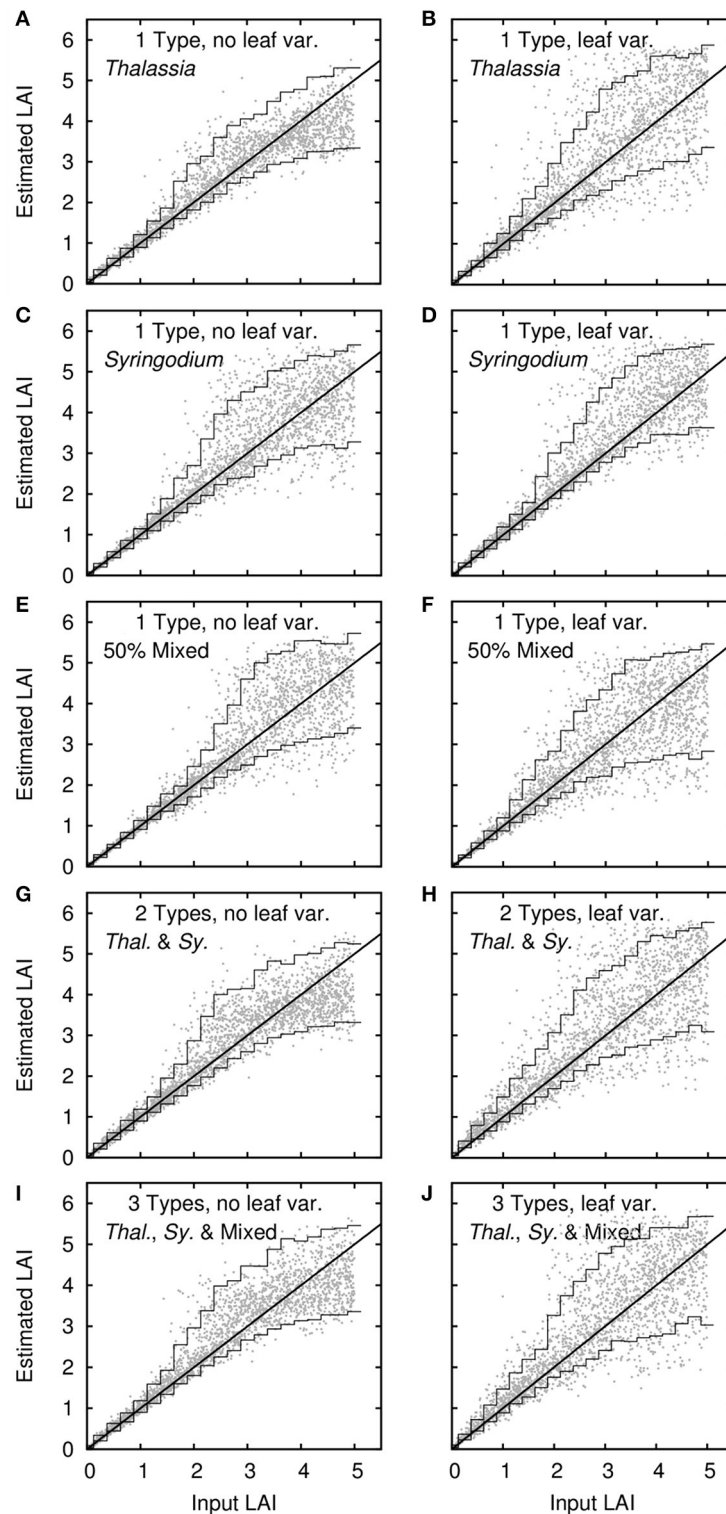 A
1 Type, no leaf var.
Thalassia
Estimated LAI
6
5
4
3
2
1
0
B
1 Type, leaf var.
Thalassia
C
1 Type, no leaf var.
Syringodium
Estimated LAI
6
5
4
3
2
1
0
D
1 Type, leaf var.
Syringodium
E
1 Type, no leaf var.
50% Mixed
Estimated LAI
6
5
4
3
2
1
0
F
1 Type, leaf var.
50% Mixed
G
2 Types, no leaf var.
Thal. & Sy.
Estimated LAI
6
5
4
3
2
1
0
H
2 Types, leaf var.
Thal. & Sy.
I
3 Types, no leaf var.
Thal., Sy. & Mixed
Estimated LAI
6
5
4
3
2
1
0
0 1 2 3 4 5
Input LAI
J
3 Types, leaf var.
Thal., Sy. & Mixed
0 1 2 3 4 5
Input LAI